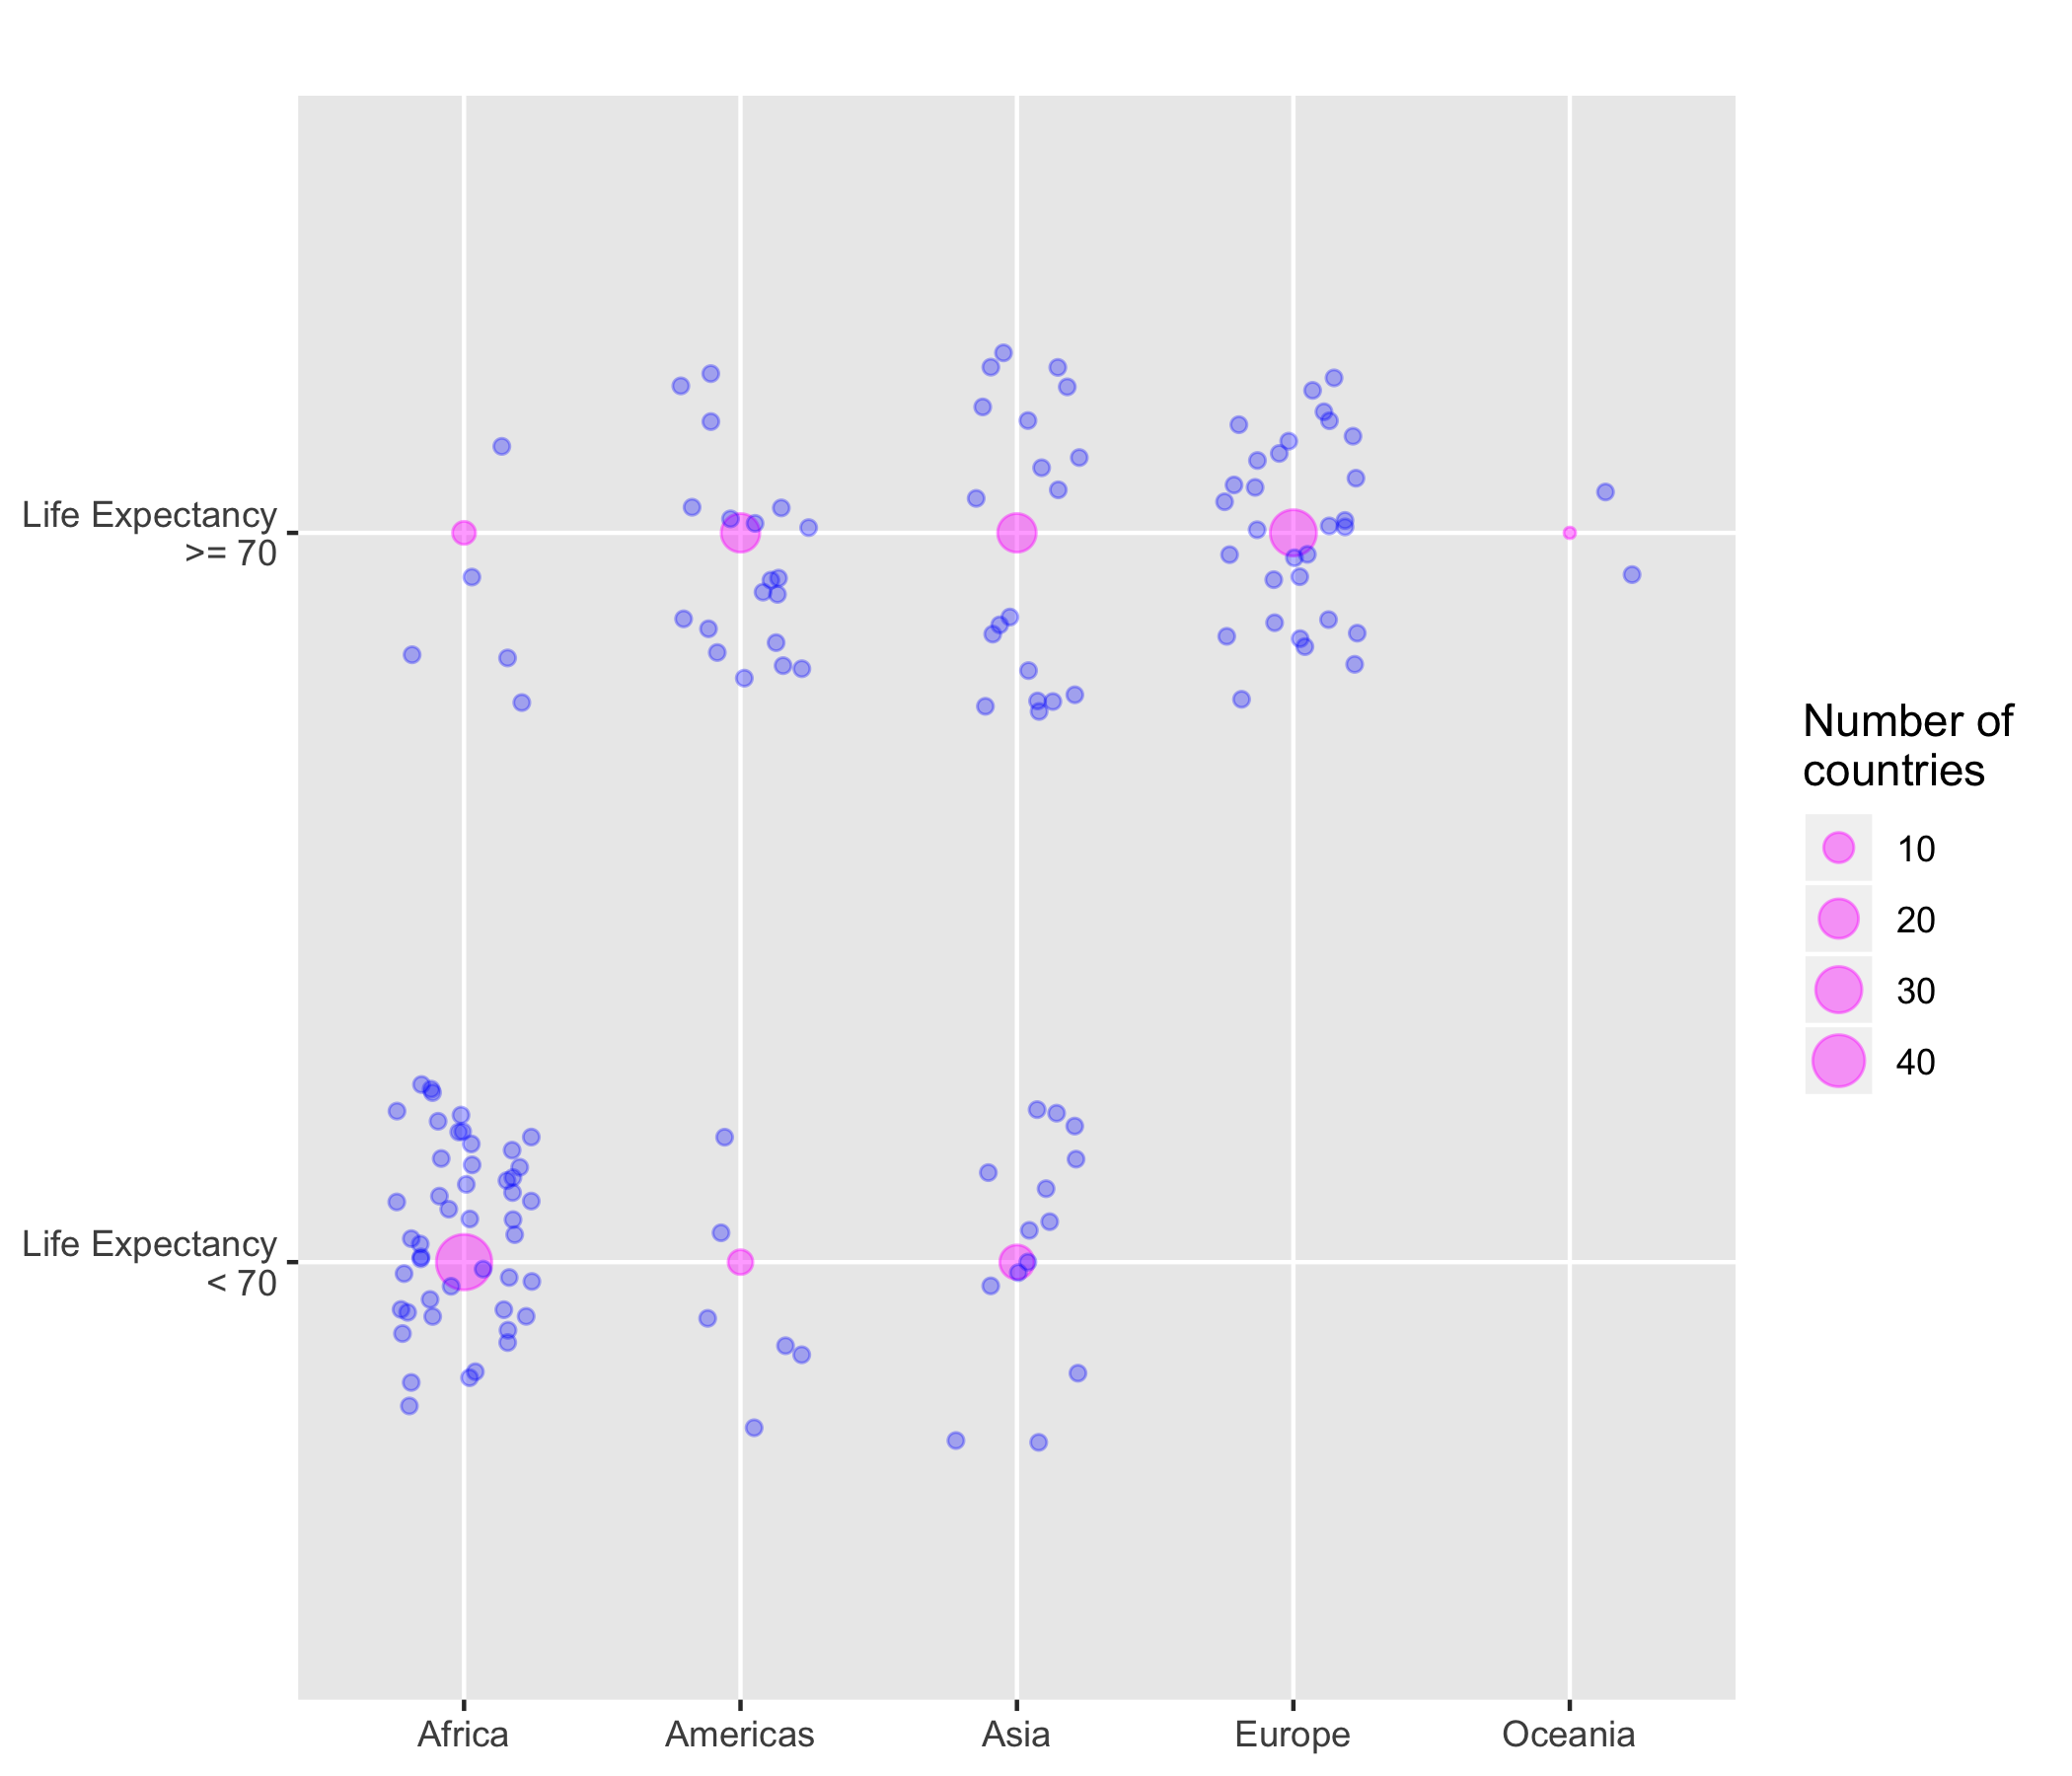 Life Expectancy
>= 70
Life Expectancy
< 70
Africa
Americas
Asia
Europe
Oceania
Number of
countries
10
20
30
40